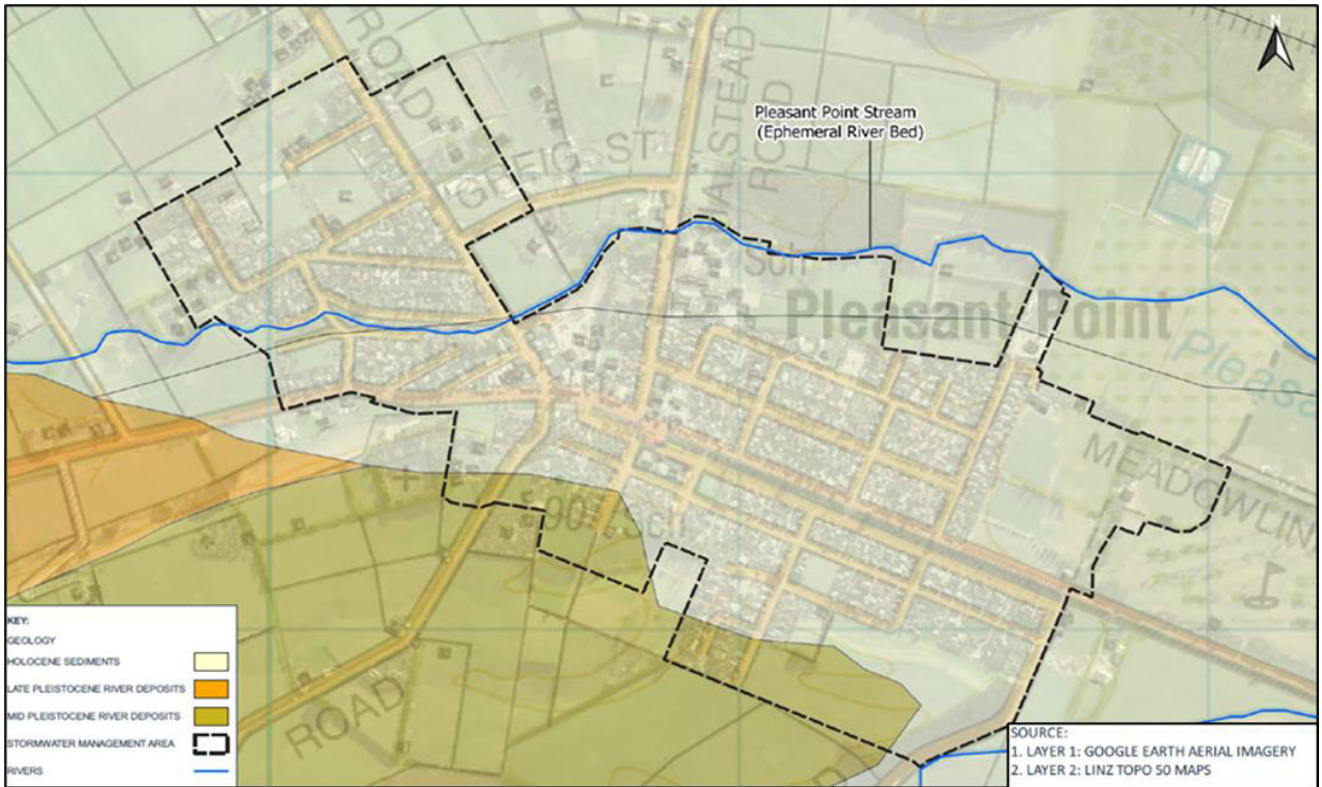 N
ROAD
GREIG ST
HALSTEAD
ROAD
Pleasant Point Stream
(Ephemeral River Bed)
Sch
Pleasant Point
Pleasa
MEADOWLIN
ROAD
KEY:
GEOLOGY
HOLOCENE SEDIMENTS
LATE PLEISTOCENE RIVER DEPOSITS
MID PLEISTOCENE RIVER DEPOSITS
STORMWATER MANAGEMENT AREA
RIVERS
SOURCE:
1. LAYER 1: GOOGLE EARTH AERIAL IMAGERY
2. LAYER 2: LINZ TOPO 50 MAPS